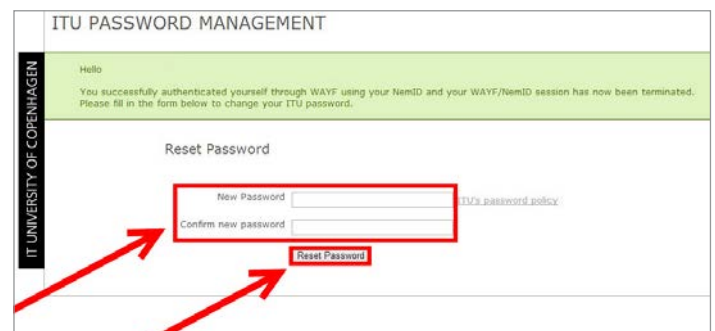 ITU PASSWORD MANAGEMENT
IT UNIVERSITY OF COPENHAGEN
Hello
You successfully authenticated yourself through WAYF using your NemID and your WAYF/NemID session has now been terminated.
Please fill in the form below to change your ITU password.
Reset Password
New Password
ITU's password policy
Confirm new password
Reset Password